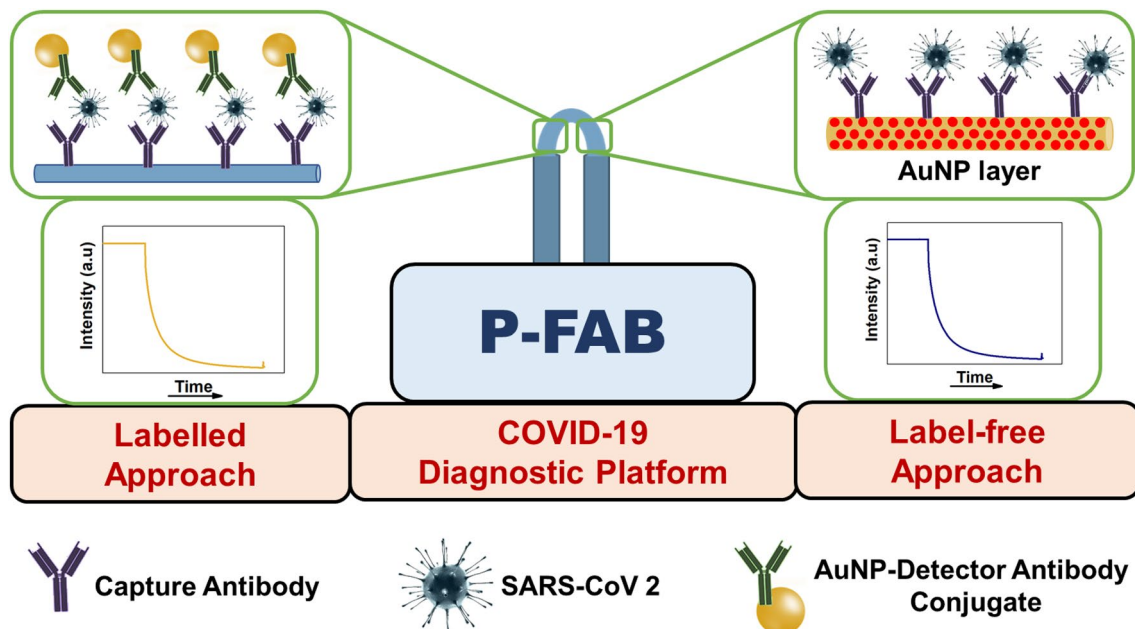 AuNP layer
Intensity (a.u)
Time
Intensity (a.u)
Time
P-FAB
Labelled
Approach
COVID-19
Diagnostic Platform
Label-free
Approach
Capture Antibody
SARS-CoV 2
AuNP-Detector Antibody
Conjugate